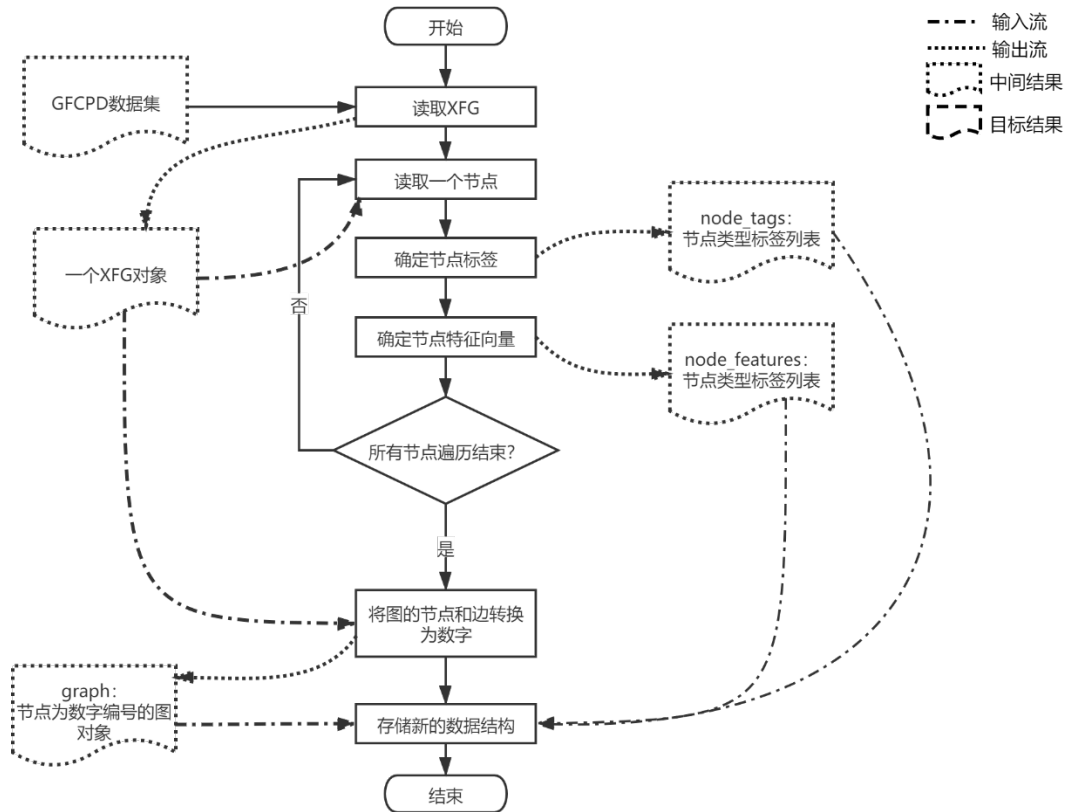 开始
输入流
输出流
中间结果
目标结果
GFCPD数据集
读取XFG
读取一个节点
一个XFG对象
确定节点标签
node_tags：
节点类型标签列表
否
确定节点特征向量
node_features：
节点类型标签列表
所有节点遍历结束？
是
将图的节点和边转换
为数字
graph：
节点为数字编号的图
对象
存储新的数据结构
结束